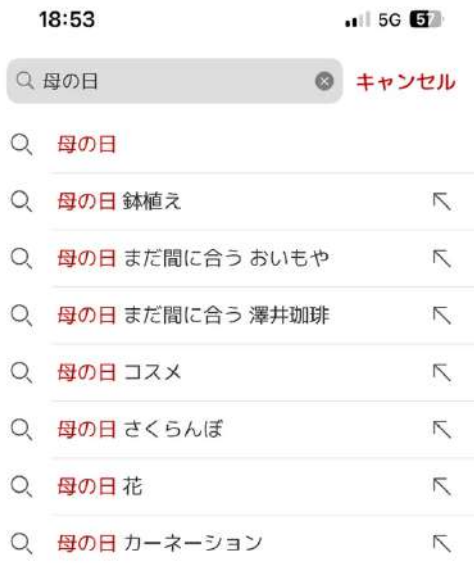 18:53 5G 57
母の日 キャンセル
母の日
母の日 鉢植え
母の日 まだ間に合う おいもや
母の日 まだ間に合う 澤井珈琲
母の日 コスメ
母の日 さくらんぼ
母の日 花
母の日 カーネーション